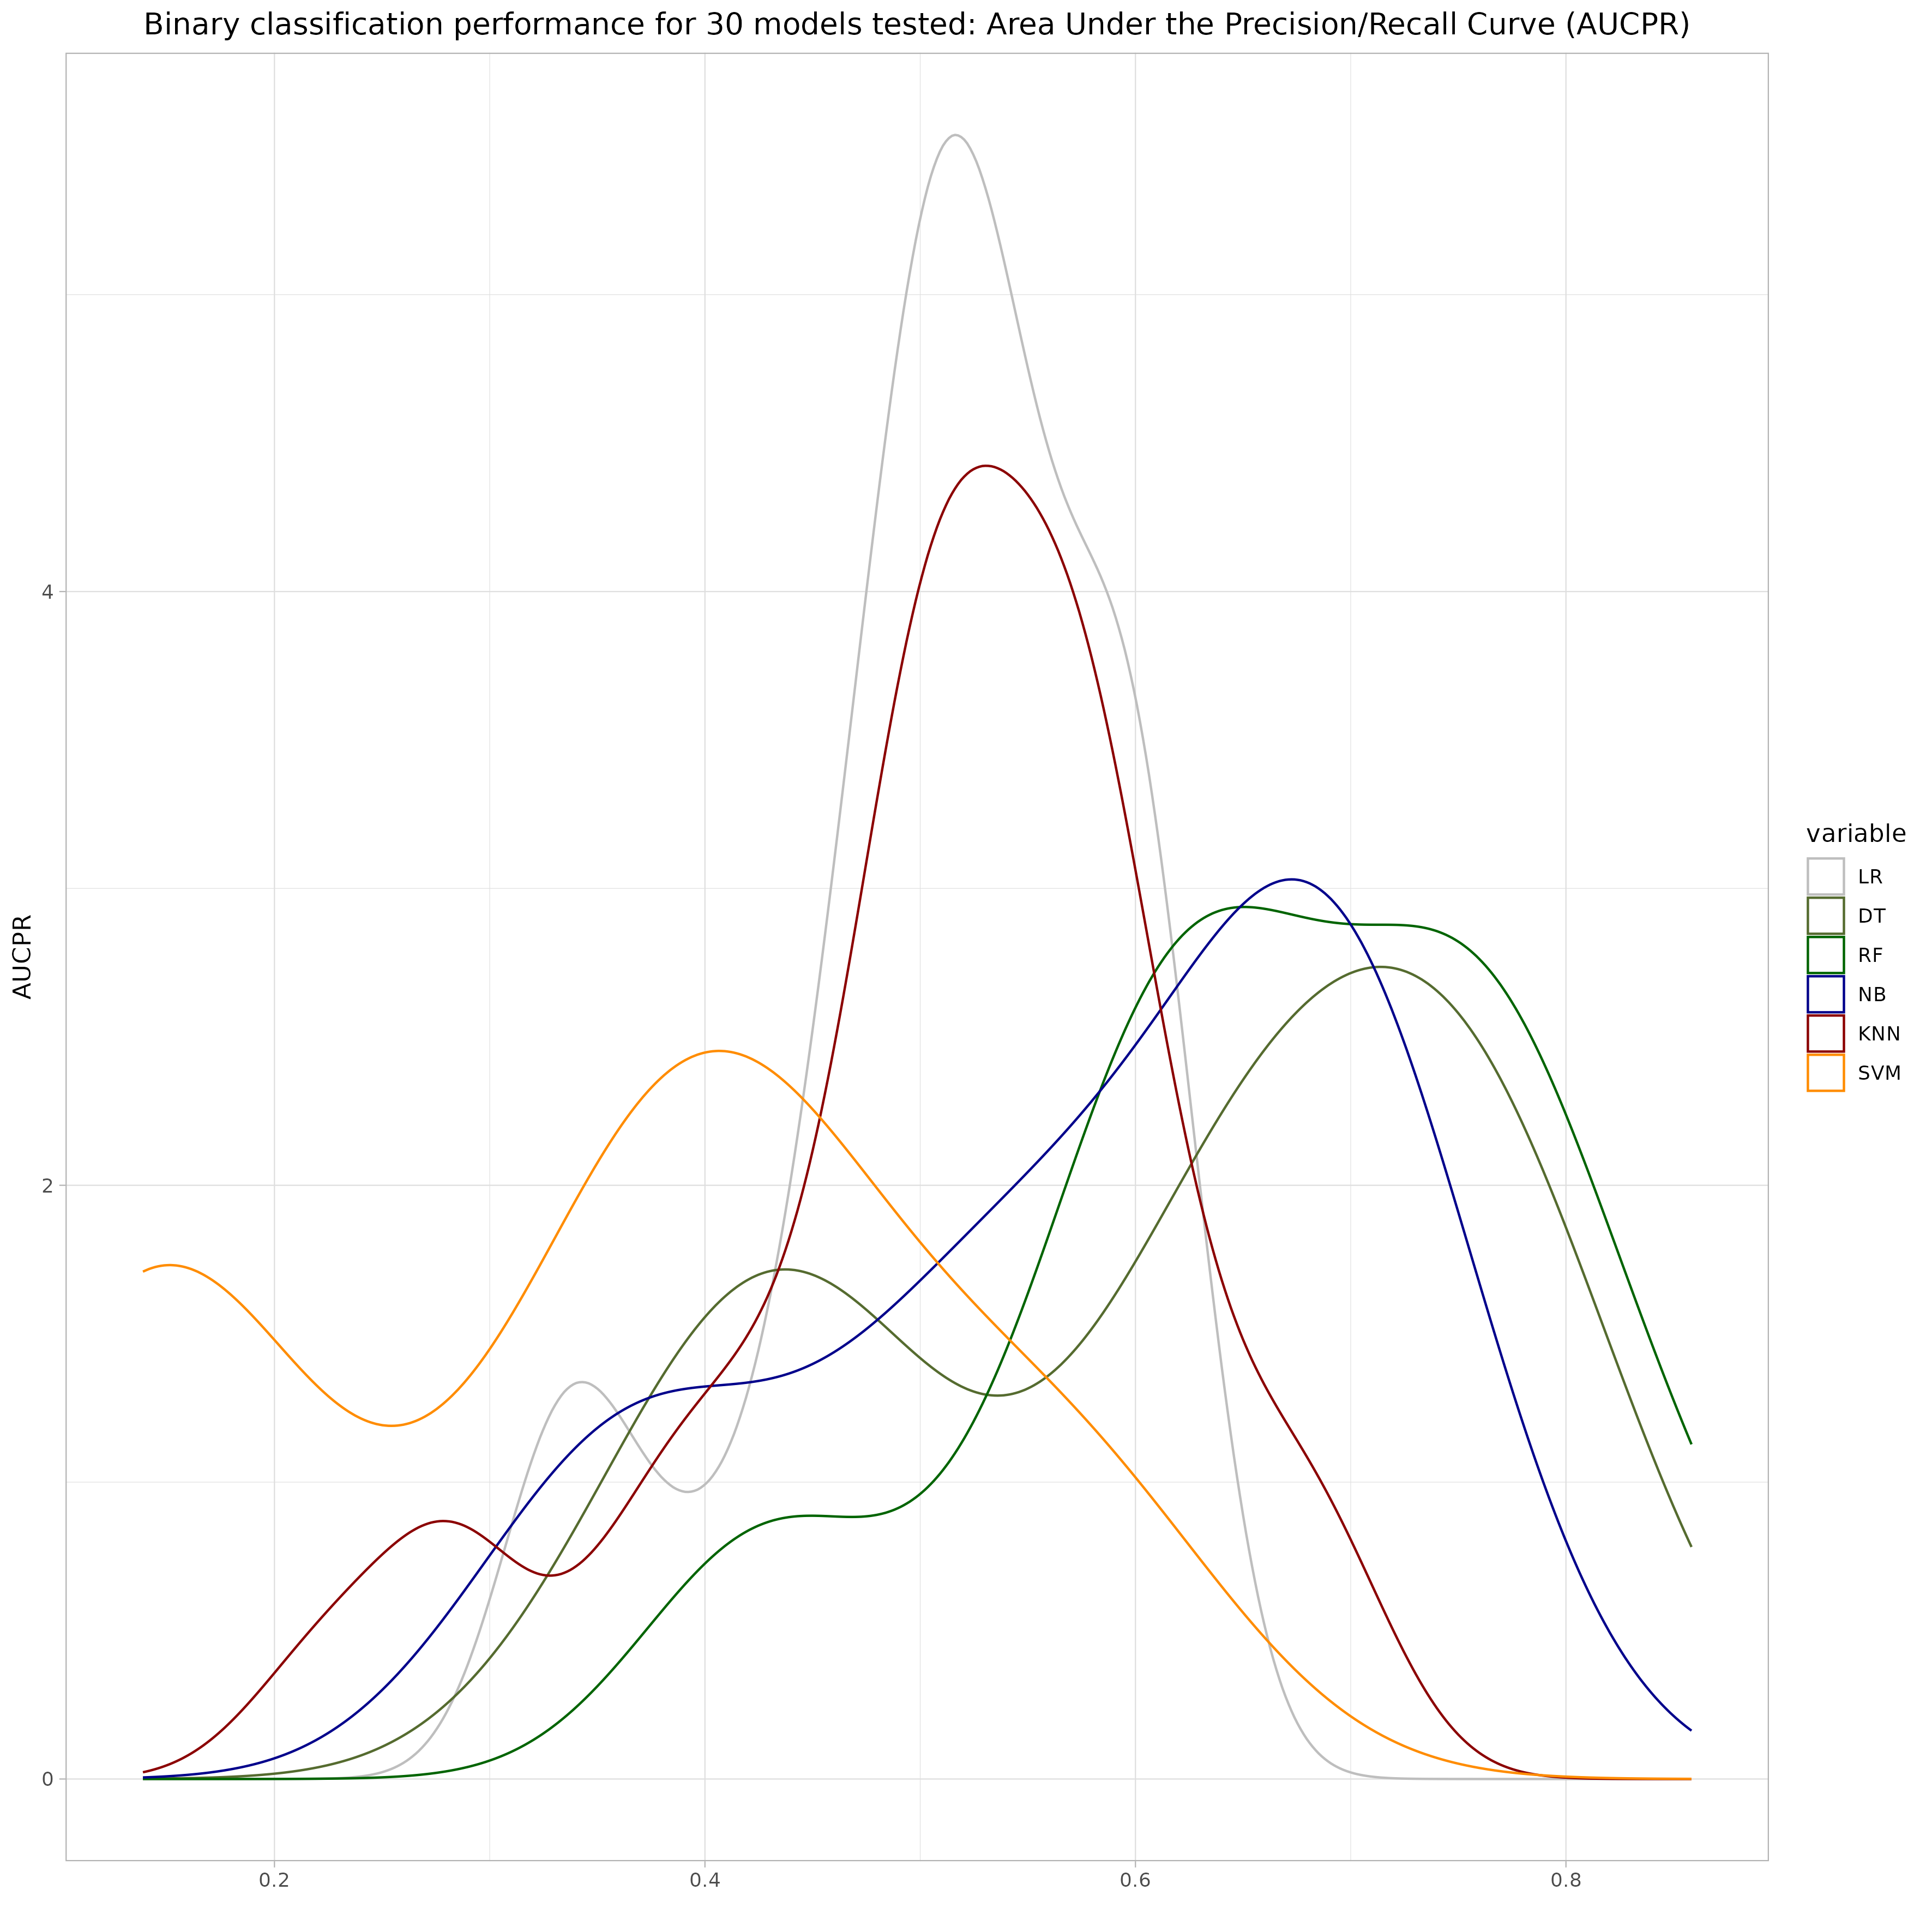 Binary classification performance for 30 models tested: Area Under the Precision/Recall Curve (AUCPR)
AUCPR
4
2
0
0.2 0.4 0.6 0.8
variable
LR
DT
RF
NB
KNN
SVM